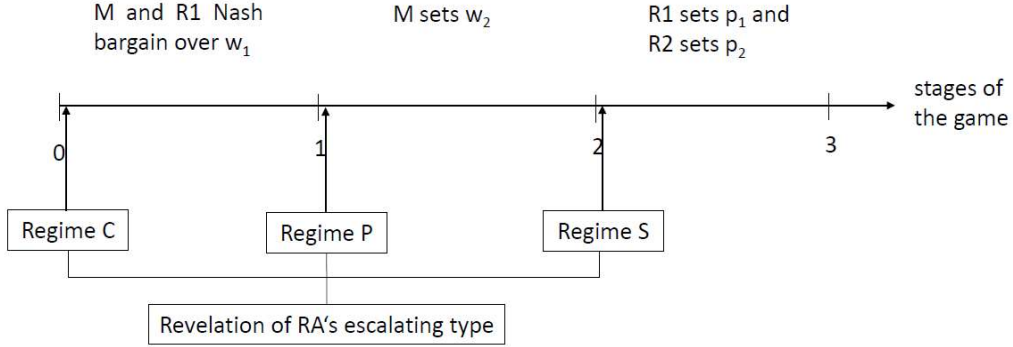 M and R1 Nash
bargain over w₁
M sets w₂
R1 sets p₁ and
R2 sets p₂
stages of
the game
0
1
2
3
Regime C
Regime P
Regime S
Revelation of RA‘s escalating type